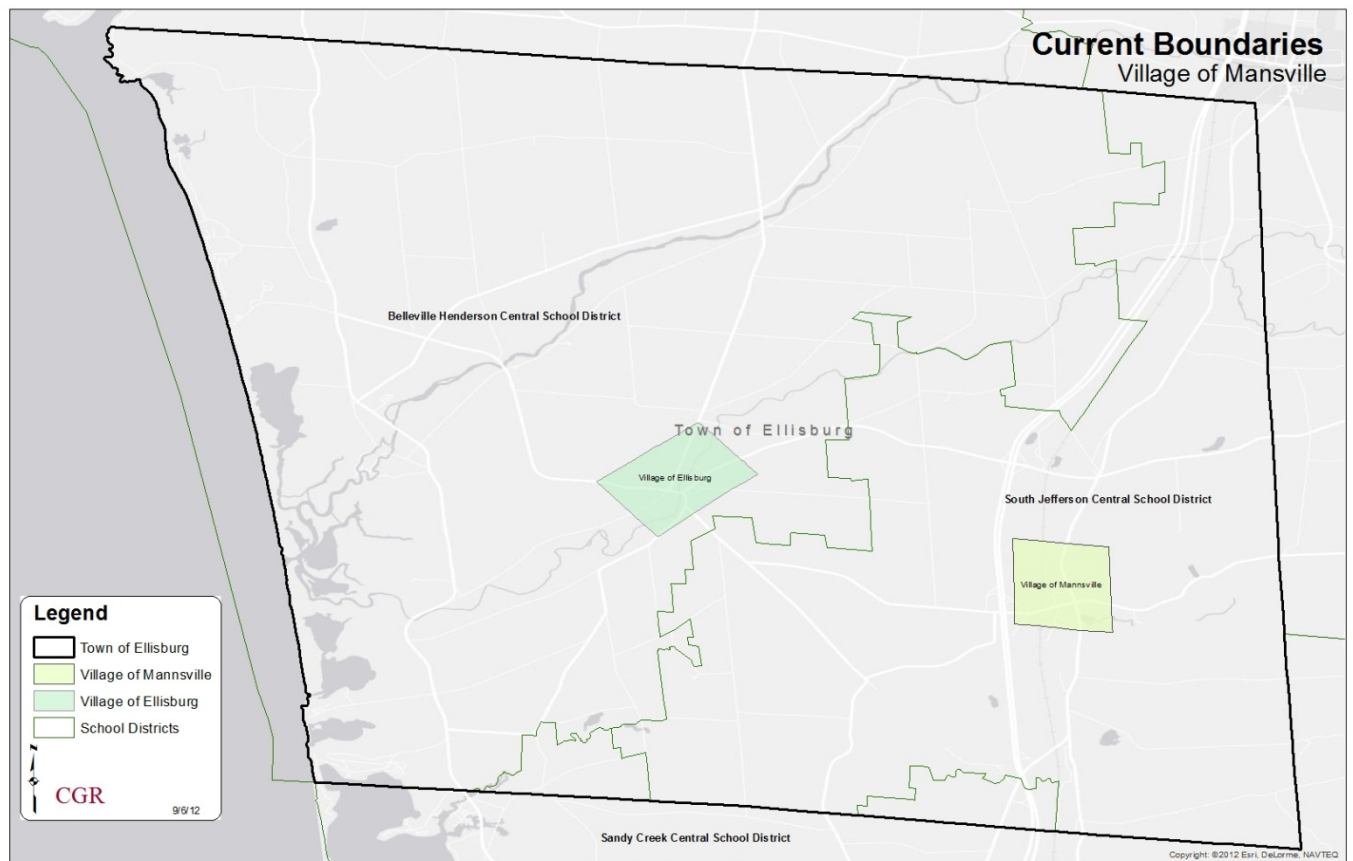 Current Boundaries
Village of Mansville
Belleville Henderson Central School District
Town of Ellisburg
Village of Ellisburg
South Jefferson Central School District
Village of Mannsville
Legend
Town of Ellisburg
Village of Mannsville
Village of Ellisburg
School Districts
N
CGR
9/6/12
Sandy Creek Central School District
Copyright: ©2012 Esri, DeLorme, NAVTEQ